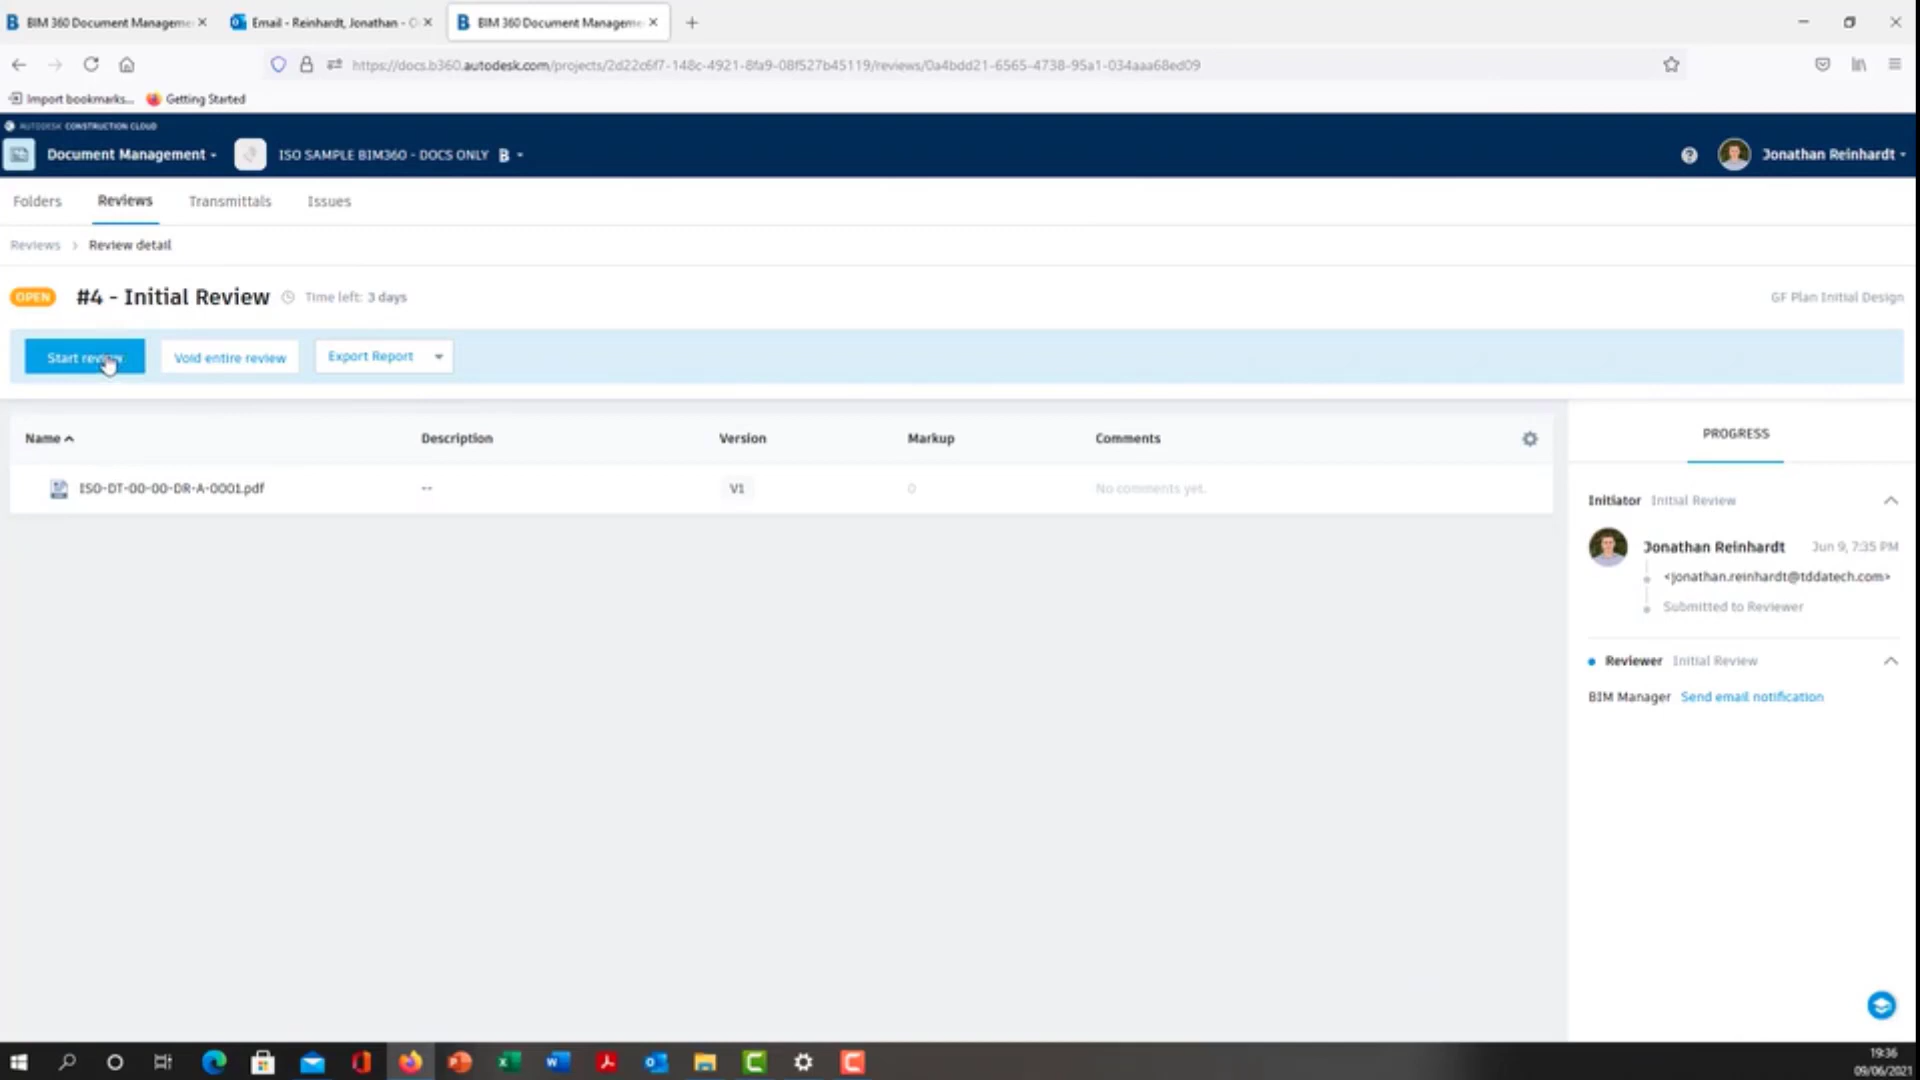 BIM 360 Document Manageme
Email - Reinhardt, Jonathan - O
BIM 360 Document Manageme
https://docs.b360.autodesk.com/projects/2d22c6f7-148c-4921-8fa9-08f527b45119/reviews/0a4bdd21-6565-4738-95a1-034aaa68ed09
Import bookmarks... Getting Started
AUTODESK CONSTRUCTION CLOUD
Document Management ISO SAMPLE BIM360 - DOCS ONLY B
Jonathan Reinhardt
Folders Reviews Transmittals Issues
Reviews > Review detail
OPEN #4 - Initial Review Time left: 3 days
GF Plan Initial Design
Start review Void entire review Export Report
Name Description Version Markup Comments
ISO-DT-00-00-DR-A-0001.pdf -- V1 0 No comments yet.
PROGRESS
Initiator Initial Review
Jonathan Reinhardt Jun 9, 7:35 PM
<jonathan.reinhardt@tddatech.com>
Submitted to Reviewer
Reviewer Initial Review
BIM Manager Send email notification
19:36
09/06/2021